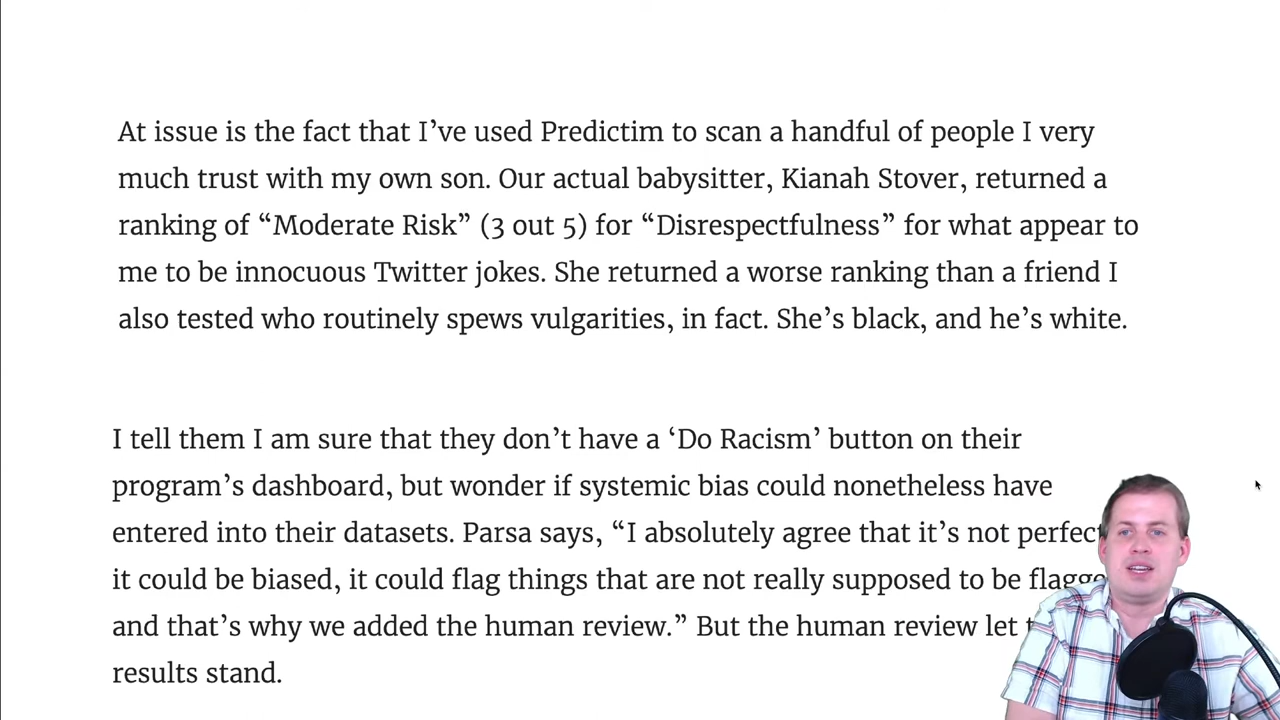 At issue is the fact that I’ve used Predictim to scan a handful of people I very
much trust with my own son. Our actual babysitter, Kianah Stover, returned a
ranking of “Moderate Risk” (3 out 5) for “Disrespectfulness” for what appear to
me to be innocuous Twitter jokes. She returned a worse ranking than a friend I
also tested who routinely spews vulgarities, in fact. She’s black, and he’s white.
I tell them I am sure that they don’t have a ‘Do Racism’ button on their
program’s dashboard, but wonder if systemic bias could nonetheless have
entered into their datasets. Parsa says, “I absolutely agree that it’s not perfect
it could be biased, it could flag things that are not really supposed to be
and that’s why we added the human review.” But the human review let
results stand.